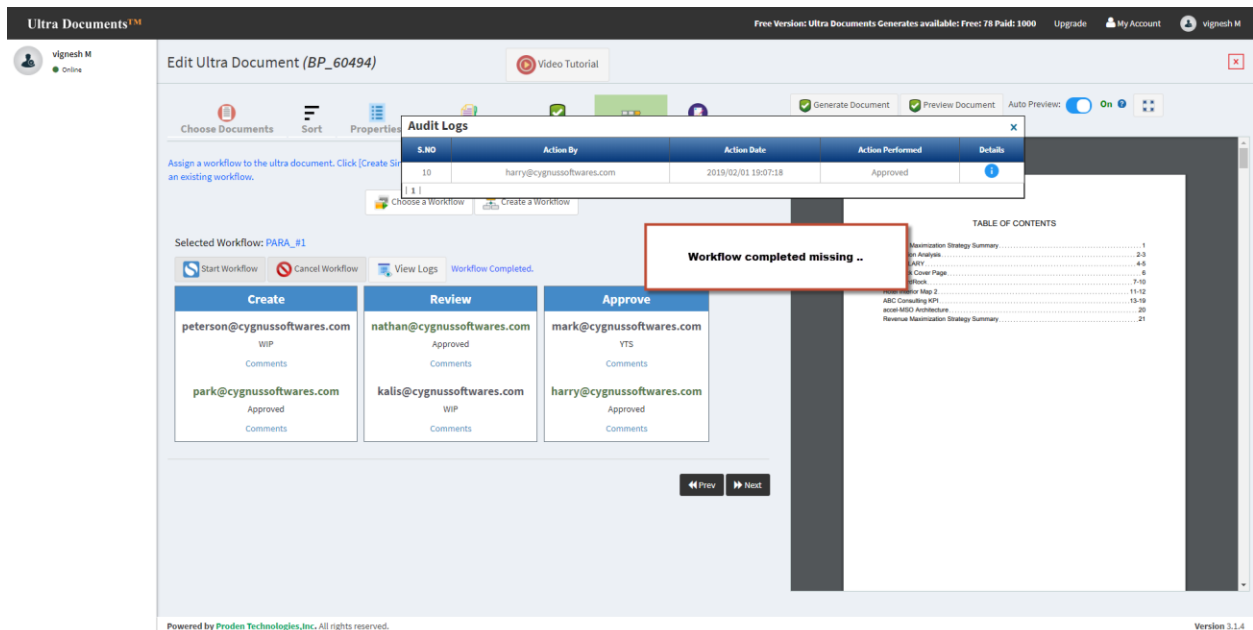 Ultra Documents™
Free Version: Ultra Documents Generates available: Free: 78 Paid: 1000 Upgrade My Account vignesh M
vignesh M
Online
Edit Ultra Document (BP_60494)
Video Tutorial
x
Generate Document Preview Document Auto Preview: On
Choose Documents Sort Properties
Audit Logs x
S.NO Action By Action Date Action Performed Details
10 harry@cygnussoftwares.com 2019/02/01 19:07:18 Approved
| 1 |
Assign a workflow to the ultra document. Click [Create
an existing workflow.
Choose a Workflow Create a Workflow
Workflow completed missing ..
Selected Workflow: PARA_#1
Start Workflow Cancel Workflow View Logs Workflow Completed.
Create Review Approve
peterson@cygnussoftwares.com nathan@cygnussoftwares.com mark@cygnussoftwares.com
WIP Approved YTS
Comments Comments Comments
park@cygnussoftwares.com kalis@cygnussoftwares.com harry@cygnussoftwares.com
Approved WIP Approved
Comments Comments Comments
Prev Next
TABLE OF CONTENTS
Maximization Strategy Summary 1
Analysis 2-3
4-5
Cover Page 6
7-10
Map 2 11-12
ABC Consulting KPI 13-19
accel-MSO Architecture 20
Revenue Maximization Strategy Summary 21
Powered by Proden Technologies,Inc. All rights reserved.
Version 3.1.4